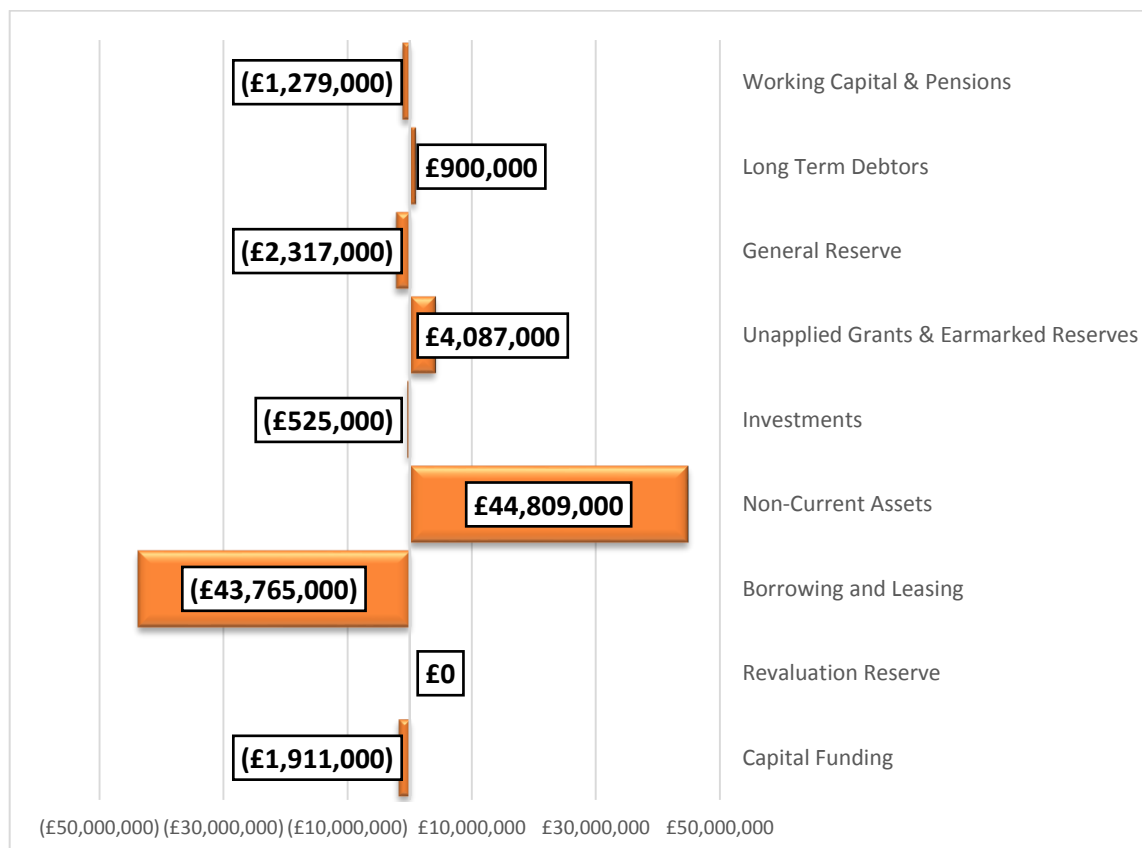 (£1,279,000) Working Capital & Pensions
£900,000 Long Term Debtors
(£2,317,000) General Reserve
£4,087,000 Unapplied Grants & Earmarked Reserves
(£525,000) Investments
£44,809,000 Non-Current Assets
(£43,765,000) Borrowing and Leasing
£0 Revaluation Reserve
(£1,911,000) Capital Funding
(£50,000,000) (£30,000,000) (£10,000,000) £10,000,000 £30,000,000 £50,000,000